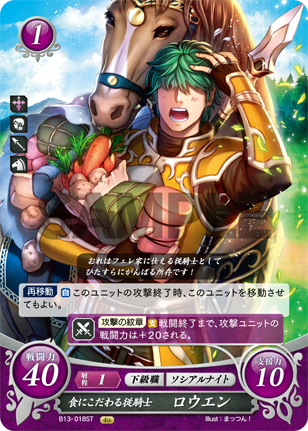 1
SAMPLE
おれはフェレ家に仕える従騎士として
ひたすらにがんばる所存です！
再移動 自 このユニットの攻撃終了時、このユニットを移動させ
てもよい。
攻撃の紋章 支 戦闘終了まで、攻撃ユニットの
戦闘力は+20される。
戦闘力
40
射程 1 下級職 ソシアルナイト
支援力
10
食にこだわる従騎士 ロウエン
B13-018ST
Illust：まっつん！